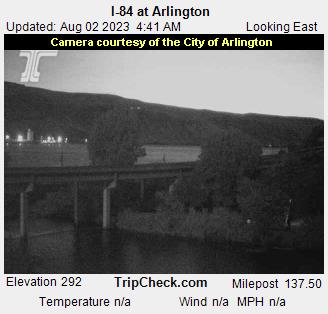 I-84 at Arlington
Updated: Aug 02 2023 4:41 AM Looking East
Camera courtesy of the City of Arlington
Elevation 292 TripCheck.com Milepost 137.50
Temperature n/a Wind n/a MPH n/a